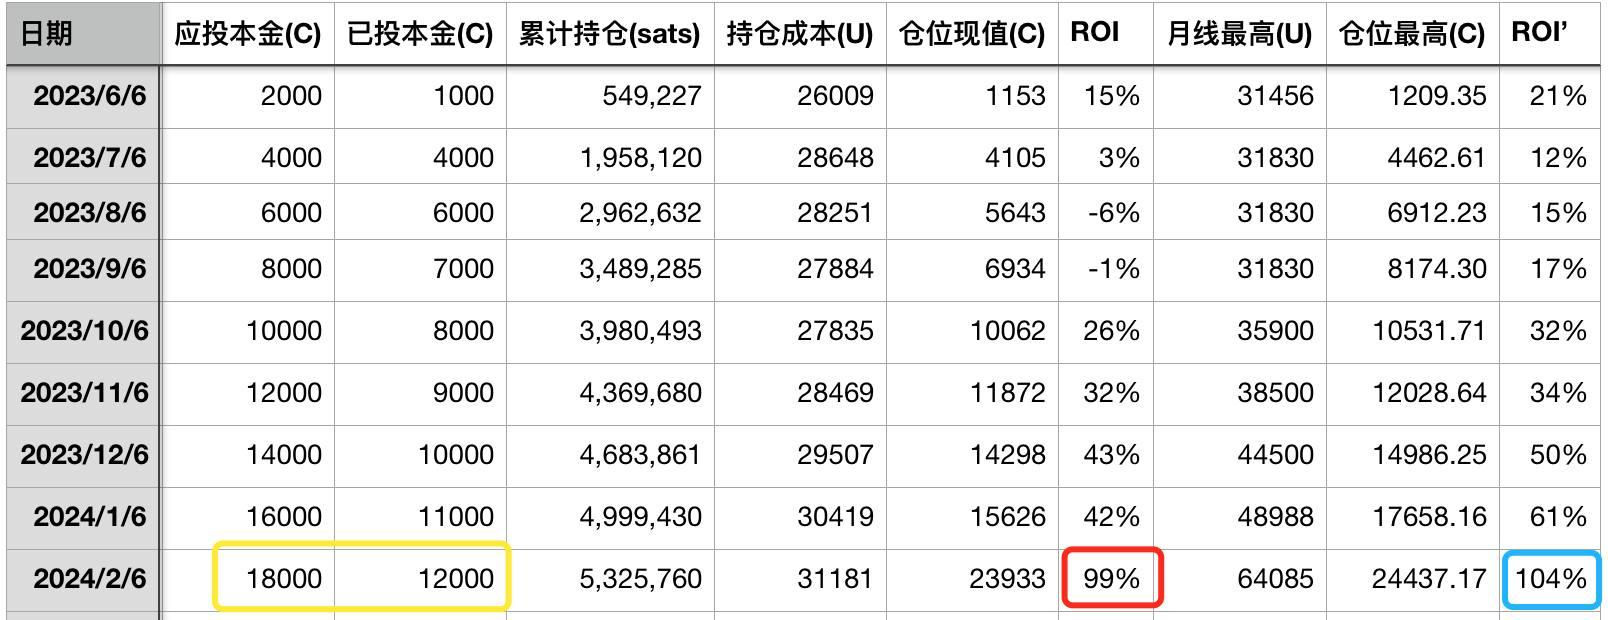 日期 应投本金(C) 已投本金(C) 累计持仓(sats) 持仓成本(U) 仓位现值(C) ROI 月线最高(U) 仓位最高(C) ROI’
2023/6/6 2000 1000 549,227 26009 1153 15% 31456 1209.35 21%
2023/7/6 4000 4000 1,958,120 28648 4105 3% 31830 4462.61 12%
2023/8/6 6000 6000 2,962,632 28251 5643 -6% 31830 6912.23 15%
2023/9/6 8000 7000 3,489,285 27884 6934 -1% 31830 8174.30 17%
2023/10/6 10000 8000 3,980,493 27835 10062 26% 35900 10531.71 32%
2023/11/6 12000 9000 4,369,680 28469 11872 32% 38500 12028.64 34%
2023/12/6 14000 10000 4,683,861 29507 14298 43% 44500 14986.25 50%
2024/1/6 16000 11000 4,999,430 30419 15626 42% 48988 17658.16 61%
2024/2/6 18000 12000 5,325,760 31181 23933 99% 64085 24437.17 104%